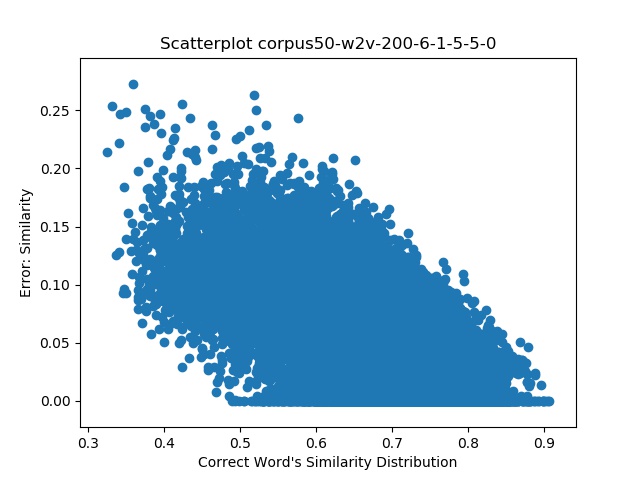 Scatterplot corpus50-w2v-200-6-1-5-5-0
0.25
0.20
0.15
0.10
0.05
0.00
Error: Similarity
0.3 0.4 0.5 0.6 0.7 0.8 0.9
Correct Word's Similarity Distribution